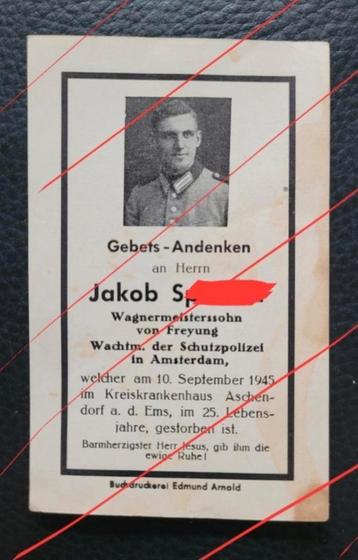 Gebets-Andenken
an Herrn
Jakob
Wagnermeisterssohn
von Freyung
Wachtm. der Schutzpolizei
in Amsterdam,
welcher am 10. September 1945
im Kreiskrankenhaus Aschen-
dorf a. d. Ems, im 25. Lebens-
jahre, gestorben ist.
Barmherzigster Herr Jesus, gib ihm die
ewige Ruhe!
Buchdruckerei Edmund Arnold